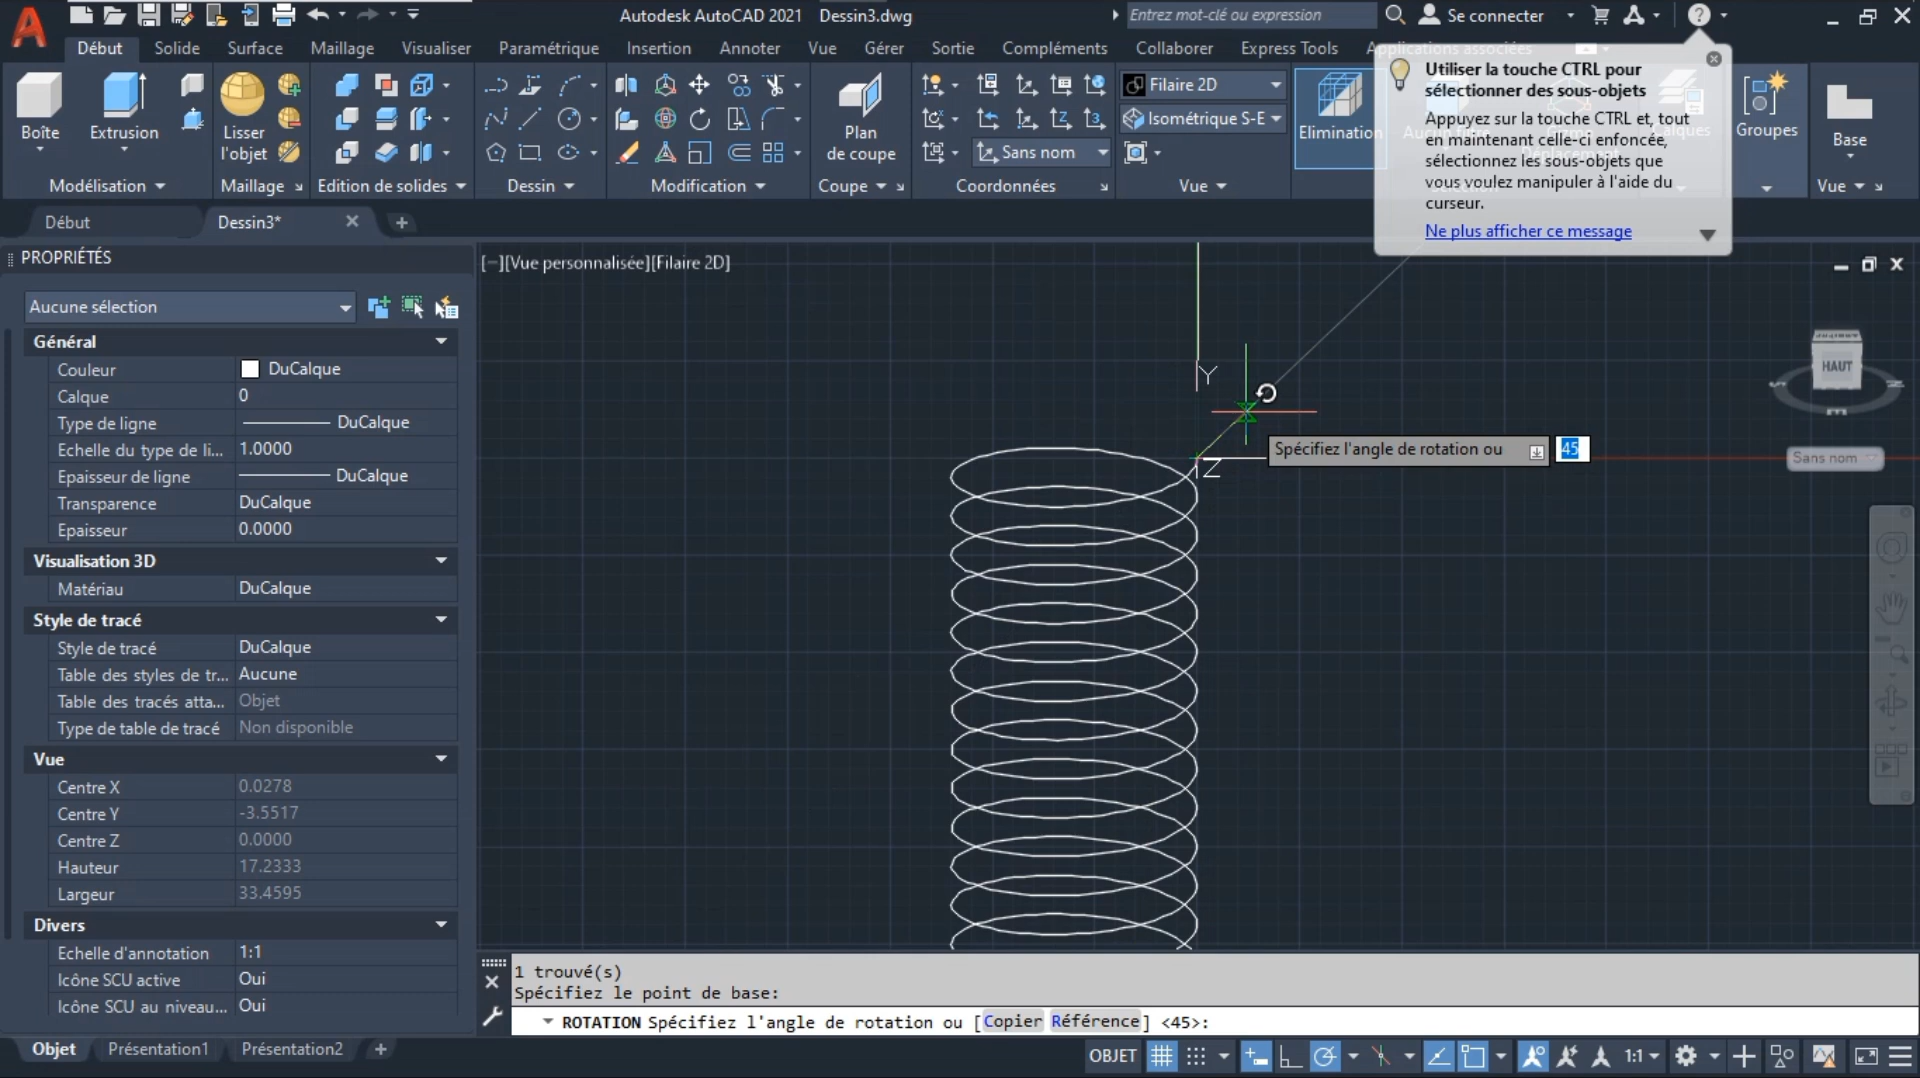 Autodesk AutoCAD 2021 Dessin3.dwg
Entrez mot-clé ou expression
Se connecter
Début Solide Surface Maillage Visualiser Paramétrique Insertion Annoter Vue Gérer Sortie Compléments Collaborer Express Tools Applications associées
Boîte
Extrusion
Lisser
l'objet
Plan
de coupe
Sans nom
Filaire 2D
Isométrique S-E
Elimination
Groupes
Base
Modélisation
Maillage
Edition de solides
Dessin
Modification
Coupe
Coordonnées
Vue
Vue
Utiliser la touche CTRL pour
sélectionner des sous-objets
Appuyez sur la touche CTRL et, tout
en maintenant celle-ci enfoncée,
sélectionnez les sous-objets que
vous voulez manipuler à l'aide du
curseur.
Ne plus afficher ce message
Début
Dessin3*
PROPRIÉTÉS
Aucune sélection
Général
Couleur DuCalque
Calque 0
Type de ligne DuCalque
Echelle du type de li... 1.0000
Epaisseur de ligne DuCalque
Transparence DuCalque
Epaisseur 0.0000
Visualisation 3D
Matériau DuCalque
Style de tracé
Style de tracé DuCalque
Table des styles de tr... Aucune
Table des tracés atta... Objet
Type de table de tracé Non disponible
Vue
Centre X 0.0278
Centre Y -3.5517
Centre Z 0.0000
Hauteur 17.2333
Largeur 33.4595
Divers
Echelle d'annotation 1:1
Icône SCU active Oui
Icône SCU au niveau... Oui
[−][Vue personnalisée][Filaire 2D]
Y
Z
Spécifiez l'angle de rotation ou 45
HAUT
Sans nom
1 trouvé(s)
Spécifiez le point de base:
ROTATION Spécifiez l'angle de rotation ou [Copier Référence] <45>:
Objet Présentation1 Présentation2 +
OBJET
1:1